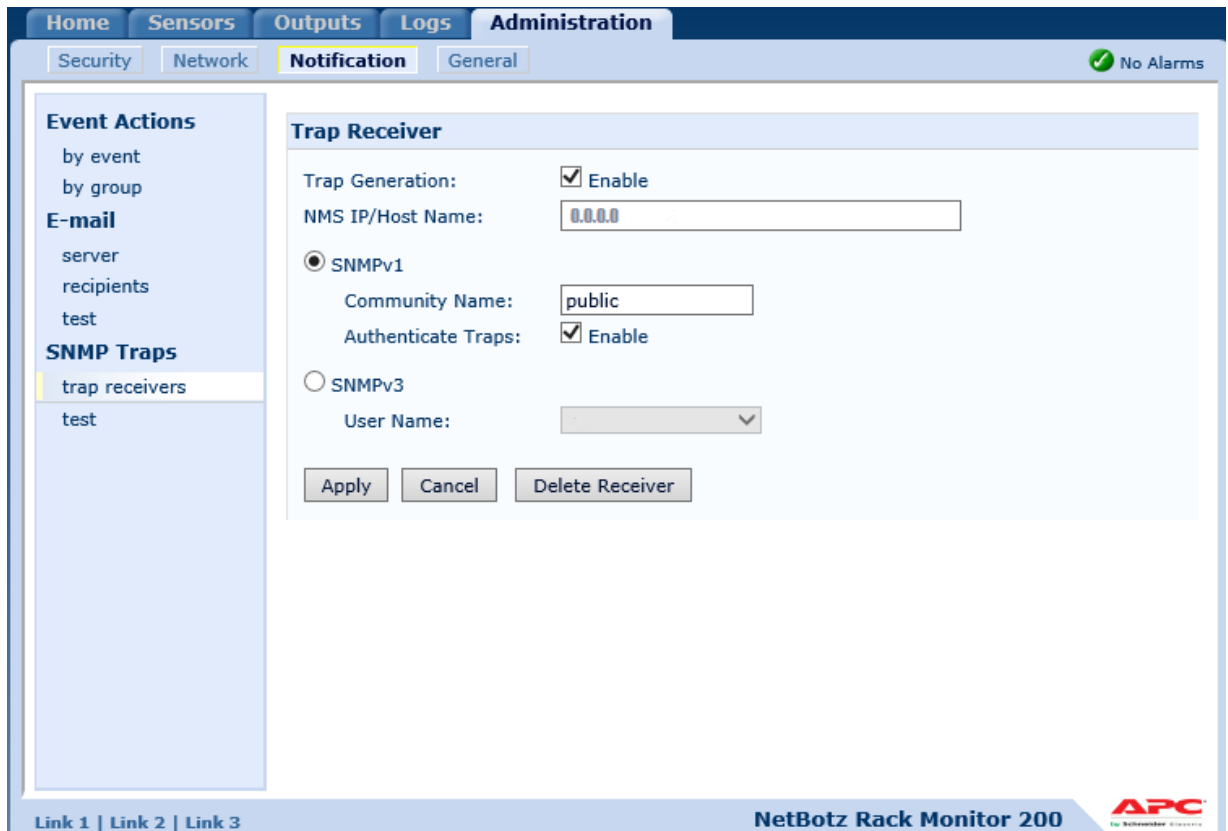 Home Sensors Outputs Logs Administration
Security Network Notification General No Alarms
Event Actions
by event
by group
E-mail
server
recipients
test
SNMP Traps
trap receivers
test
Trap Receiver
Trap Generation: Enable
NMS IP/Host Name: 0.0.0.0
SNMPv1
Community Name: public
Authenticate Traps: Enable
SNMPv3
User Name:
Apply Cancel Delete Receiver
Link 1 | Link 2 | Link 3
NetBotz Rack Monitor 200
APC
by Schneider Electric